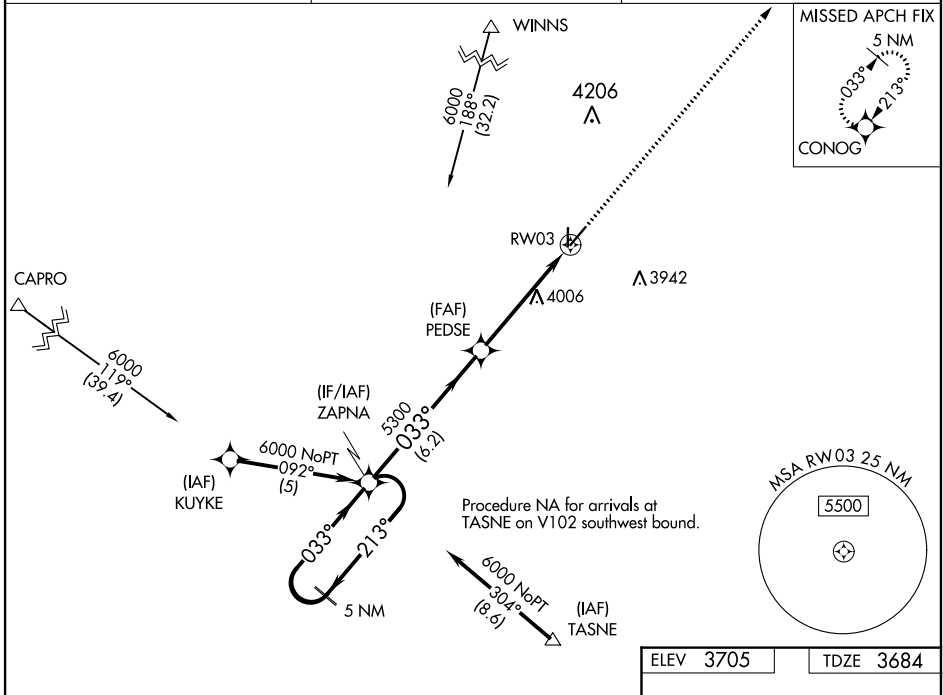 WINNS
6000
188°
(32.2)
4206
MISSED APCH FIX
5 NM
033°
213°
CONOG
RW03
3942
4006
CAPRO
6000
119°
(39.4)
(FAF)
PEDSE
(IF/IAF)
ZAPNA
5300
033°
(6.2)
6000 NoPT
092°
(5)
(IAF)
KUYKE
033°
213°
5 NM
Procedure NA for arrivals at
TASNE on V102 southwest bound.
6000 NoPT
304°
(8.6)
(IAF)
TASNE
MSA RW03 25 NM
5500
ELEV 3705
TDZE 3684